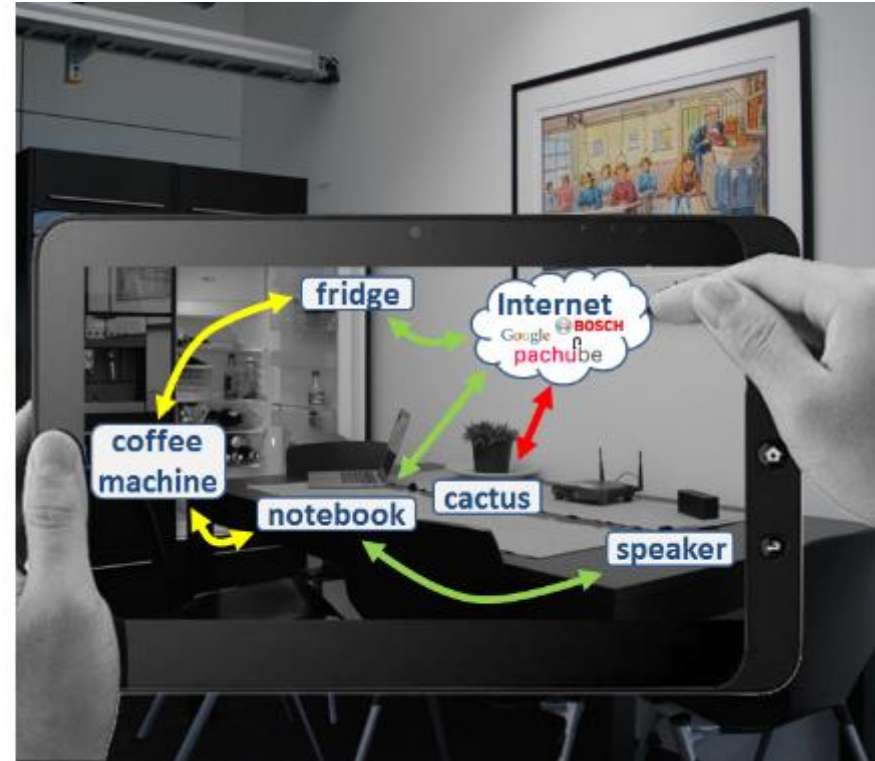 fridge
Internet
Google BOSCH
pachube
coffee
machine
notebook
cactus
speaker